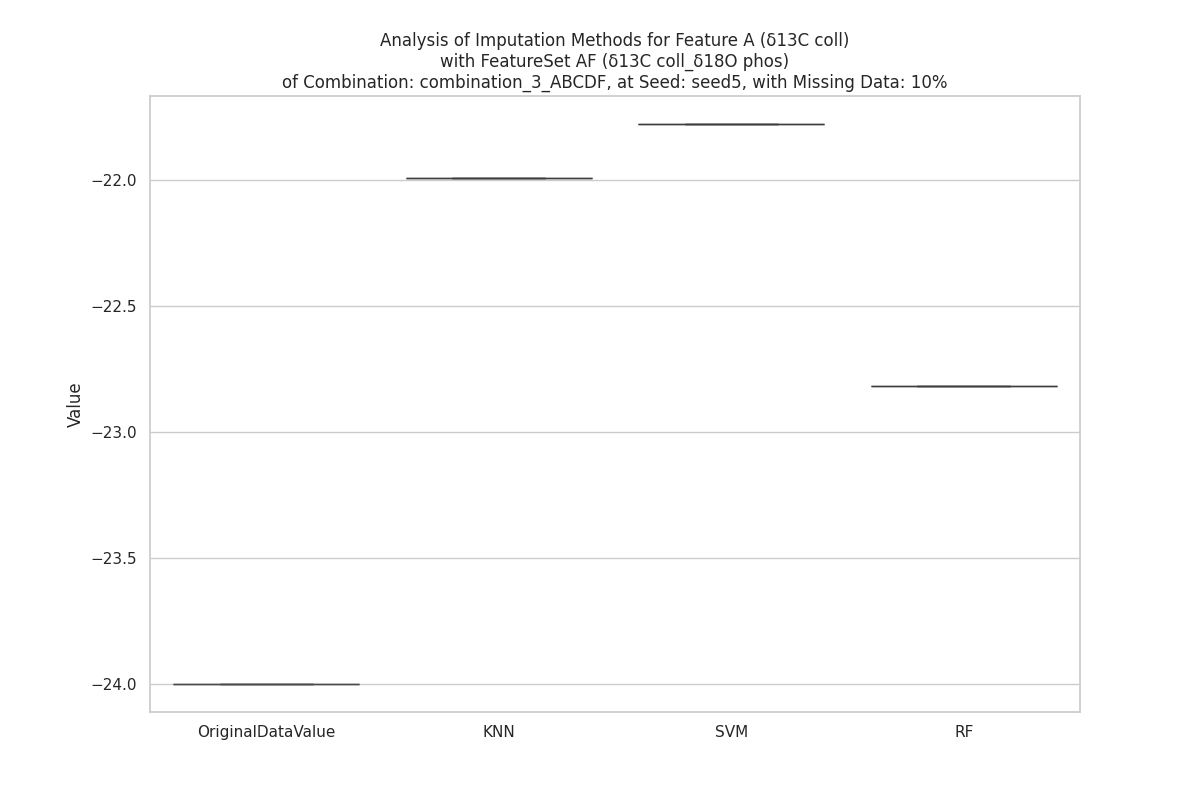 Analysis of Imputation Methods for Feature A (δ13C coll)
with FeatureSet AF (δ13C coll_δ18O phos)
of Combination: combination_3_ABCDF, at Seed: seed5, with Missing Data: 10%
−22.0
−22.5
−23.0
−23.5
−24.0
Value
OriginalDataValue
KNN
SVM
RF